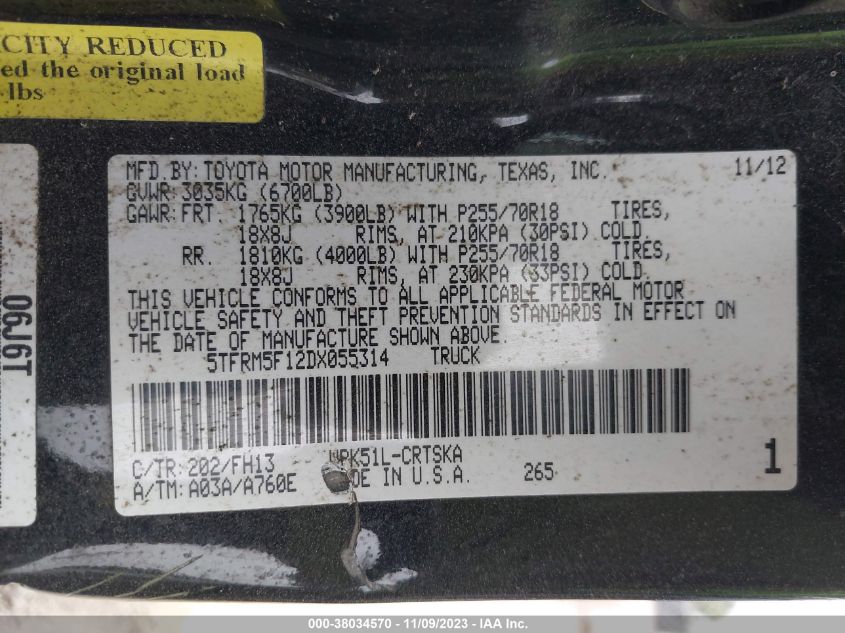 CITY REDUCED
ed the original load
lbs
MFD.BY: TOYOTA MOTOR MANUFACTURING, TEXAS, INC. 11/12
GVWR: 3035KG (6700LB)
GAWR: FRT. 1765KG (3900LB) WITH P255/70R18 TIRES,
18X8J RIMS, AT 210KPA (30PSI) COLD.
RR. 1810KG (4000LB) WITH P255/70R18 TIRES,
18X8J RIMS, AT 230KPA (33PSI) COLD.
THIS VEHICLE CONFORMS TO ALL APPLICABLE FEDERAL MOTOR
VEHICLE SAFETY AND THEFT PREVENTION STANDARDS IN EFFECT ON
THE DATE OF MANUFACTURE SHOWN ABOVE.
5TFRM5F12DX055314 TRUCK
C/TR: 202/FH13 UPK51L-CRTSKA
A/TM: A03A/A760E DE IN U.S.A. 265 1
06J6T
000-38034570 - 11/09/2023 - IAA Inc.